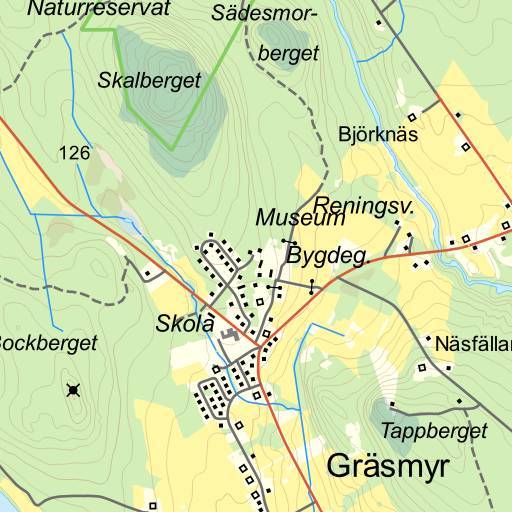 Naturreservat
Sädesmor-
berget
Skalberget
Björknäs
126
Museum
Reningsv.
Bygdeg.
Skola
Bockberget
Näsfällan
Tappberget
Gräsmyr